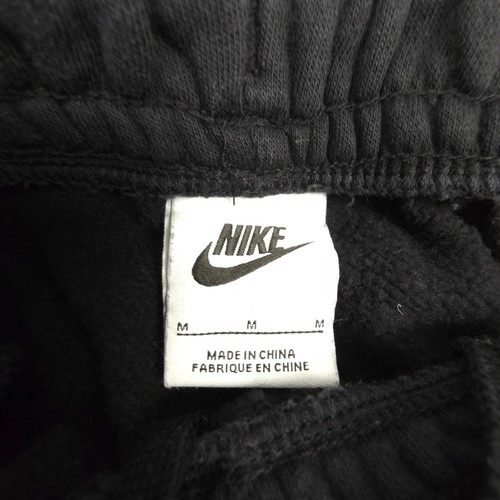 NIKE
M M M
MADE IN CHINA
FABRIQUE EN CHINE